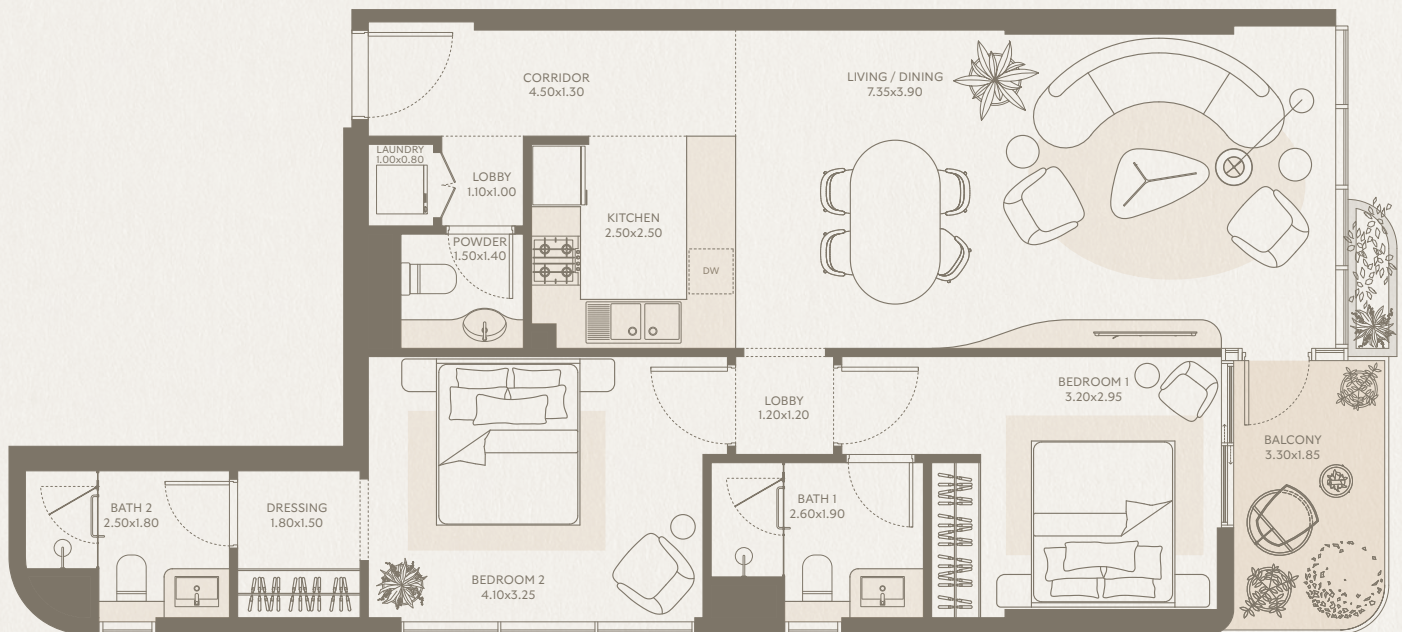 CORRIDOR
4.50x1.30
LIVING / DINING
7.35x3.90
LAUNDRY
1.00x0.80
LOBBY
1.10x1.00
KITCHEN
2.50x2.50
POWDER
1.50x1.40
DW
LOBBY
1.20x1.20
BEDROOM 1
3.20x2.95
BALCONY
3.30x1.85
BATH 2
2.50x1.80
DRESSING
1.80x1.50
BATH 1
2.60x1.90
BEDROOM 2
4.10x3.25